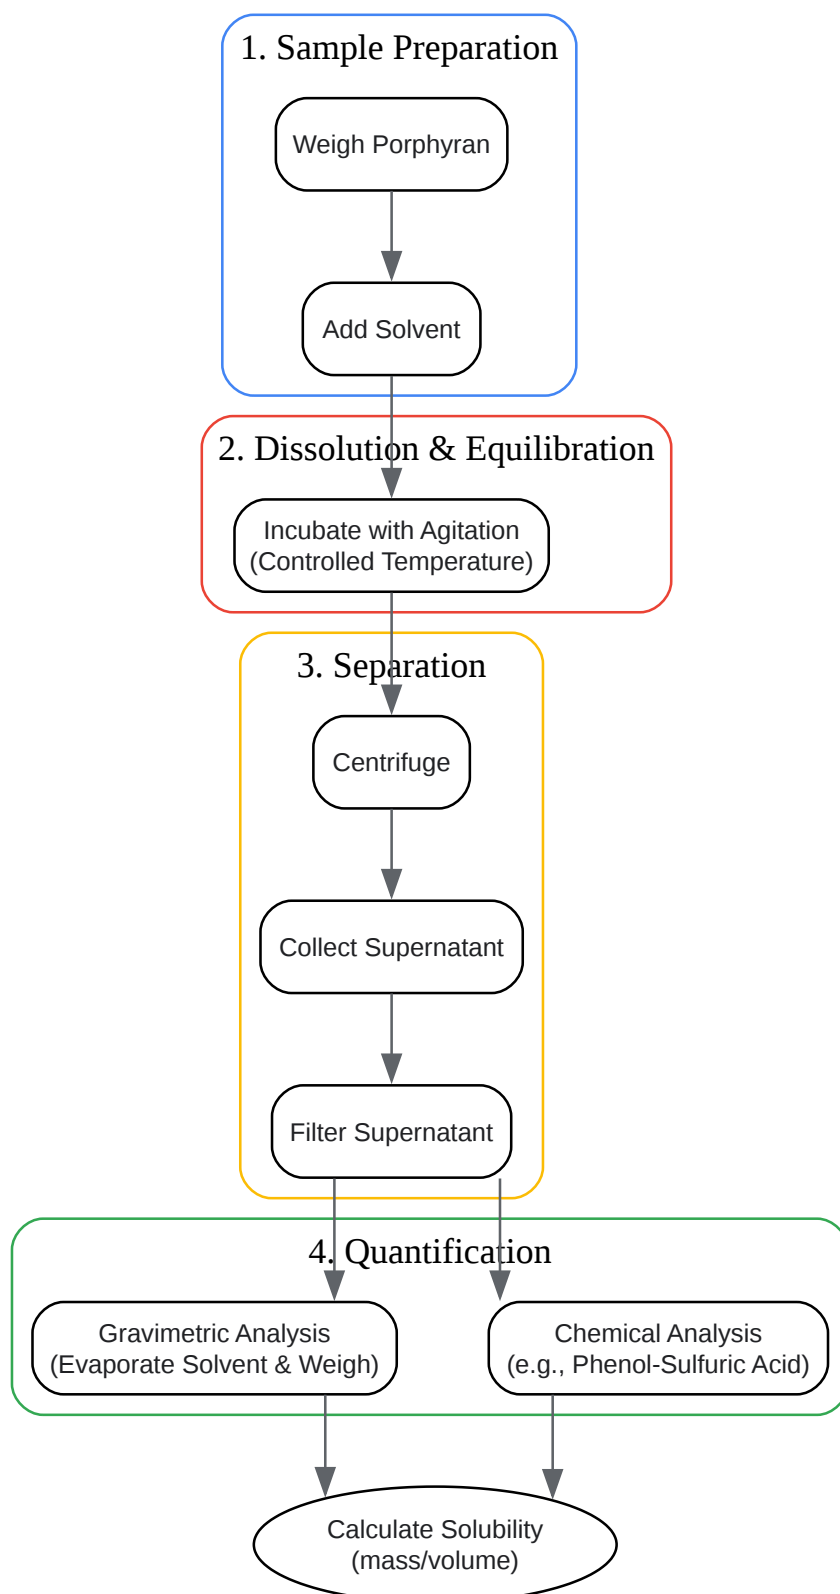 1. Sample Preparation
Weigh Porphyran
Add Solvent
2. Dissolution & Equilibration
Incubate with Agitation
(Controlled Temperature)
3. Separation
Centrifuge
Collect Supernatant
Filter Supernatant
4. Quantification
Gravimetric Analysis
(Evaporate Solvent & Weigh)
Chemical Analysis
(e.g., Phenol-Sulfuric Acid)
Calculate Solubility
(mass/volume)